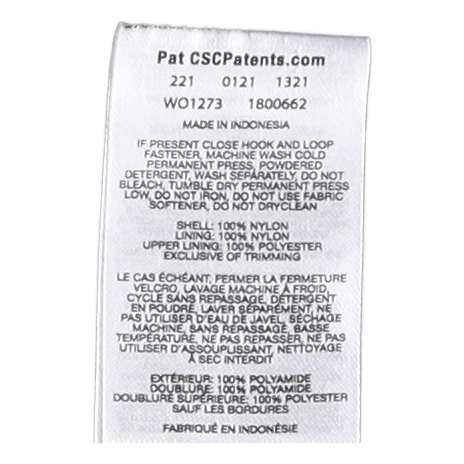 Pat CSCPatents.com
221 0121 1321
WO1273 1800662
MADE IN INDONESIA
IF PRESENT CLOSE HOOK AND LOOP
FASTENER, MACHINE WASH COLD
PERMANENT PRESS, POWDERED
DETERGENT, WASH SEPARATELY, DO NOT
BLEACH, TUMBLE DRY PERMANENT PRESS
LOW, DO NOT IRON, DO NOT USE FABRIC
SOFTENER, DO NOT DRYCLEAN
SHELL: 100% NYLON
LINING: 100% NYLON
UPPER LINING: 100% POLYESTER
EXCLUSIVE OF TRIMMING
LE CAS ÉCHÉANT, FERMER LA FERMETURE
VELCRO, LAVAGE MACHINE À FROID,
CYCLE SANS REPASSAGE, DÉTERGENT
EN POUDRE, LAVER SÉPARÉMENT, NE
PAS UTILISER D'EAU DE JAVEL, SÉCHAGE
MACHINE, SANS REPASSAGE, BASSE
TEMPÉRATURE, NE PAS REPASSER, NE PAS
UTILISER D'ASSOUPLISSANT, NETTOYAGE
À SEC INTERDIT
EXTÉRIEUR: 100% POLYAMIDE
DOUBLURE: 100% POLYAMIDE
DOUBLURE SUPÉRIEURE: 100% POLYESTER
SAUF LES BORDURES
FABRIQUÉ EN INDONÉSIE